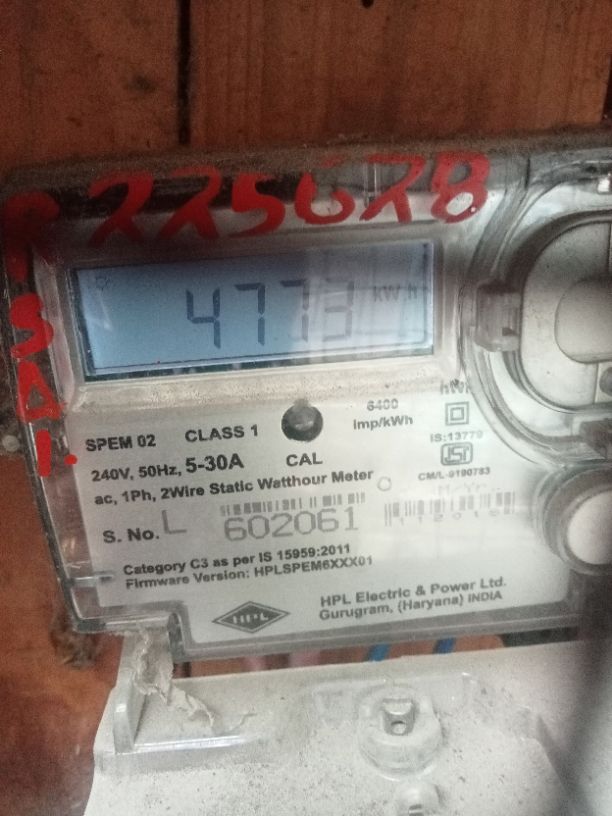 225628
4773 kWh
6400
imp/kWh
SPEM 02 CLASS 1
IS:13779
240V, 50Hz, 5-30A CAL
CM/L-9190783
ac, 1Ph, 2Wire Static Watthour Meter
S. No. L 602061
Category C3 as per IS 15959:2011
Firmware Version: HPLSPEM6XXX01
HPL
HPL Electric & Power Ltd.
Gurugram, (Haryana) INDIA